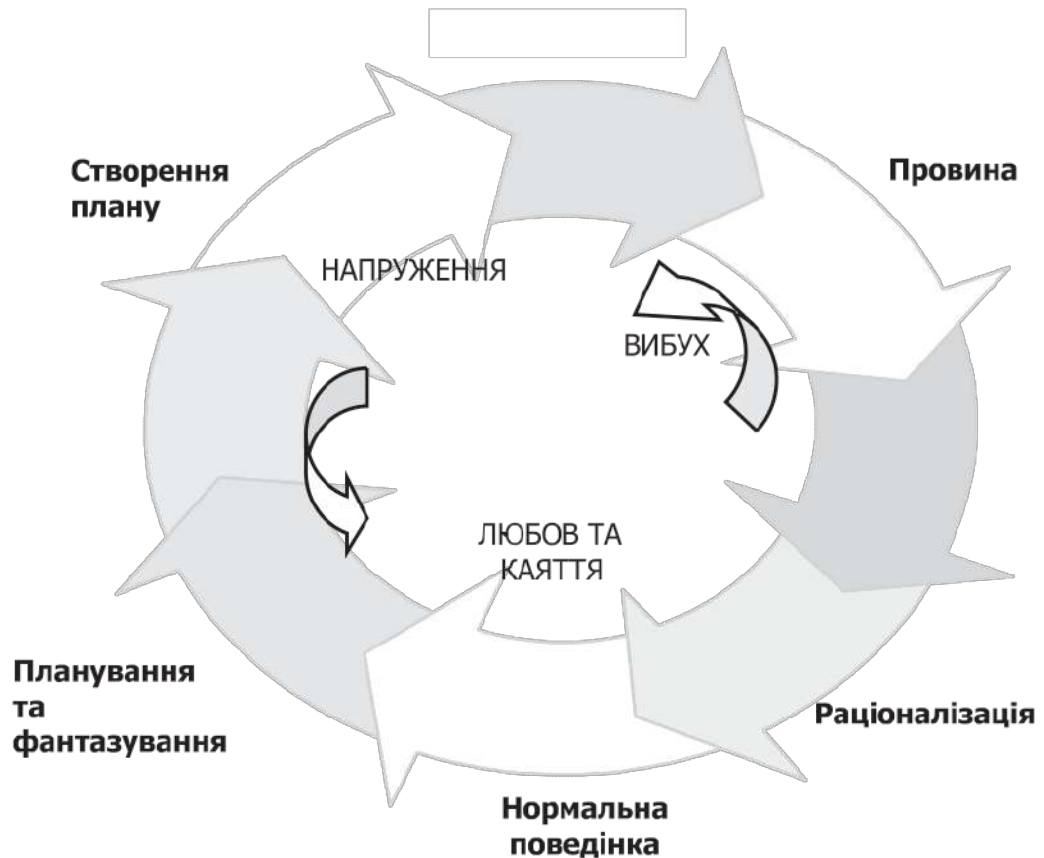 Створення
плану
Провина
НАПРУЖЕННЯ
ВИБУХ
ЛЮБОВ ТА
КАЯТТЯ
Планування
та
фантазування
Раціоналізація
Нормальна
поведінка